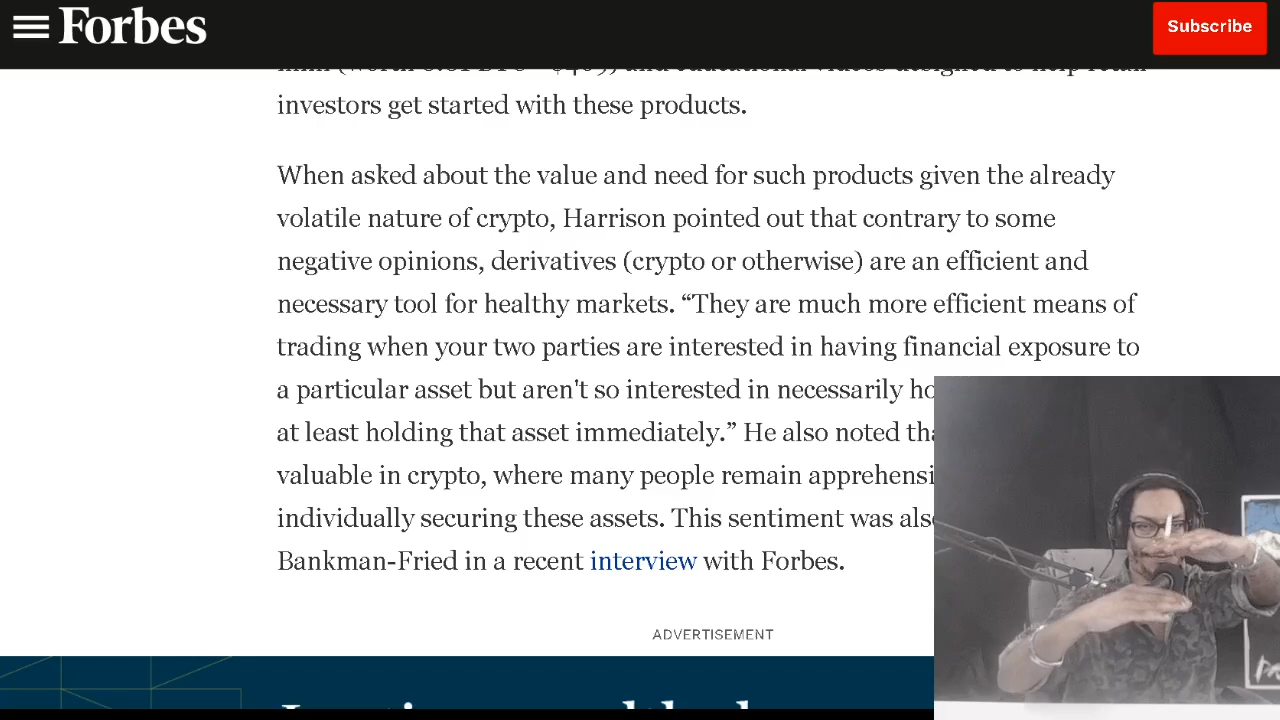 Forbes
Subscribe
investors get started with these products.
When asked about the value and need for such products given the already
volatile nature of crypto, Harrison pointed out that contrary to some
negative opinions, derivatives (crypto or otherwise) are an efficient and
necessary tool for healthy markets. “They are much more efficient means of
trading when your two parties are interested in having financial exposure to
a particular asset but aren't so interested in necessarily
at least holding that asset immediately.” He also noted
valuable in crypto, where many people remain
individually securing these assets. This sentiment was
Bankman-Fried in a recent interview with Forbes.
ADVERTISEMENT